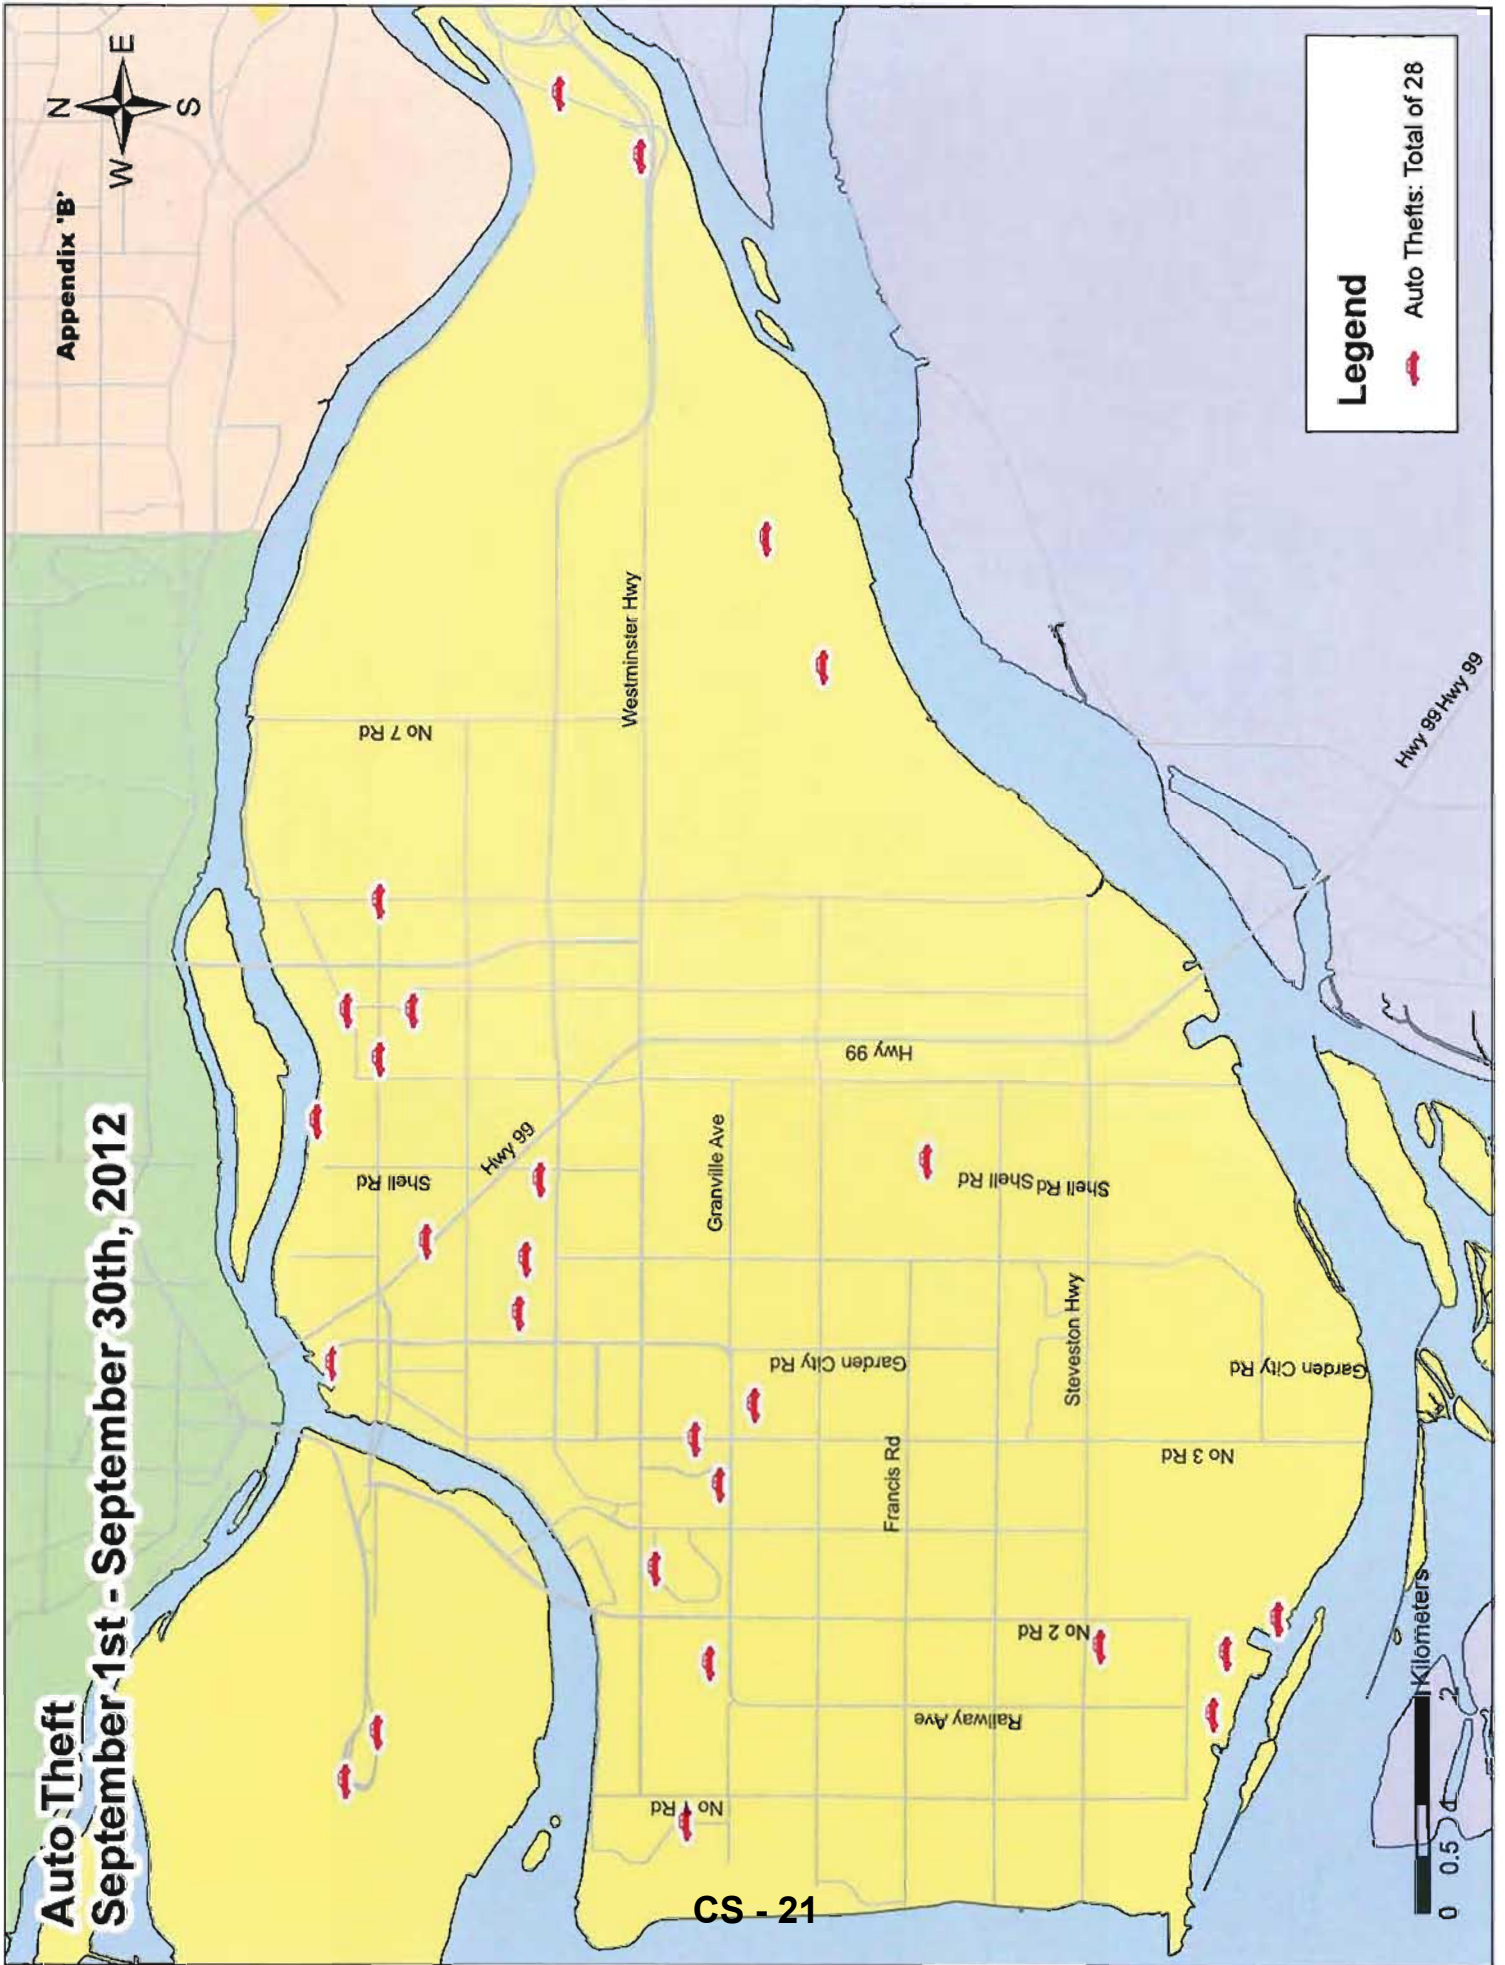 Auto Theft
September 1st - September 30th, 2012
Appendix 'B'
N
W E
S
No 7 Rd
Westminster Hwy
Shell Rd
Hwy 99
Hwy 99
Granville Ave
Shell Rd Shell Rd
Garden City Rd
Steveston Hwy
Garden City Rd
Francis Rd
No 3 Rd
No 2 Rd
Railway Ave
No 1 Rd
Hwy 99 Hwy 99
Legend
Auto Thefts: Total of 28
Kilometers
0 0.5 1 2
CS - 21